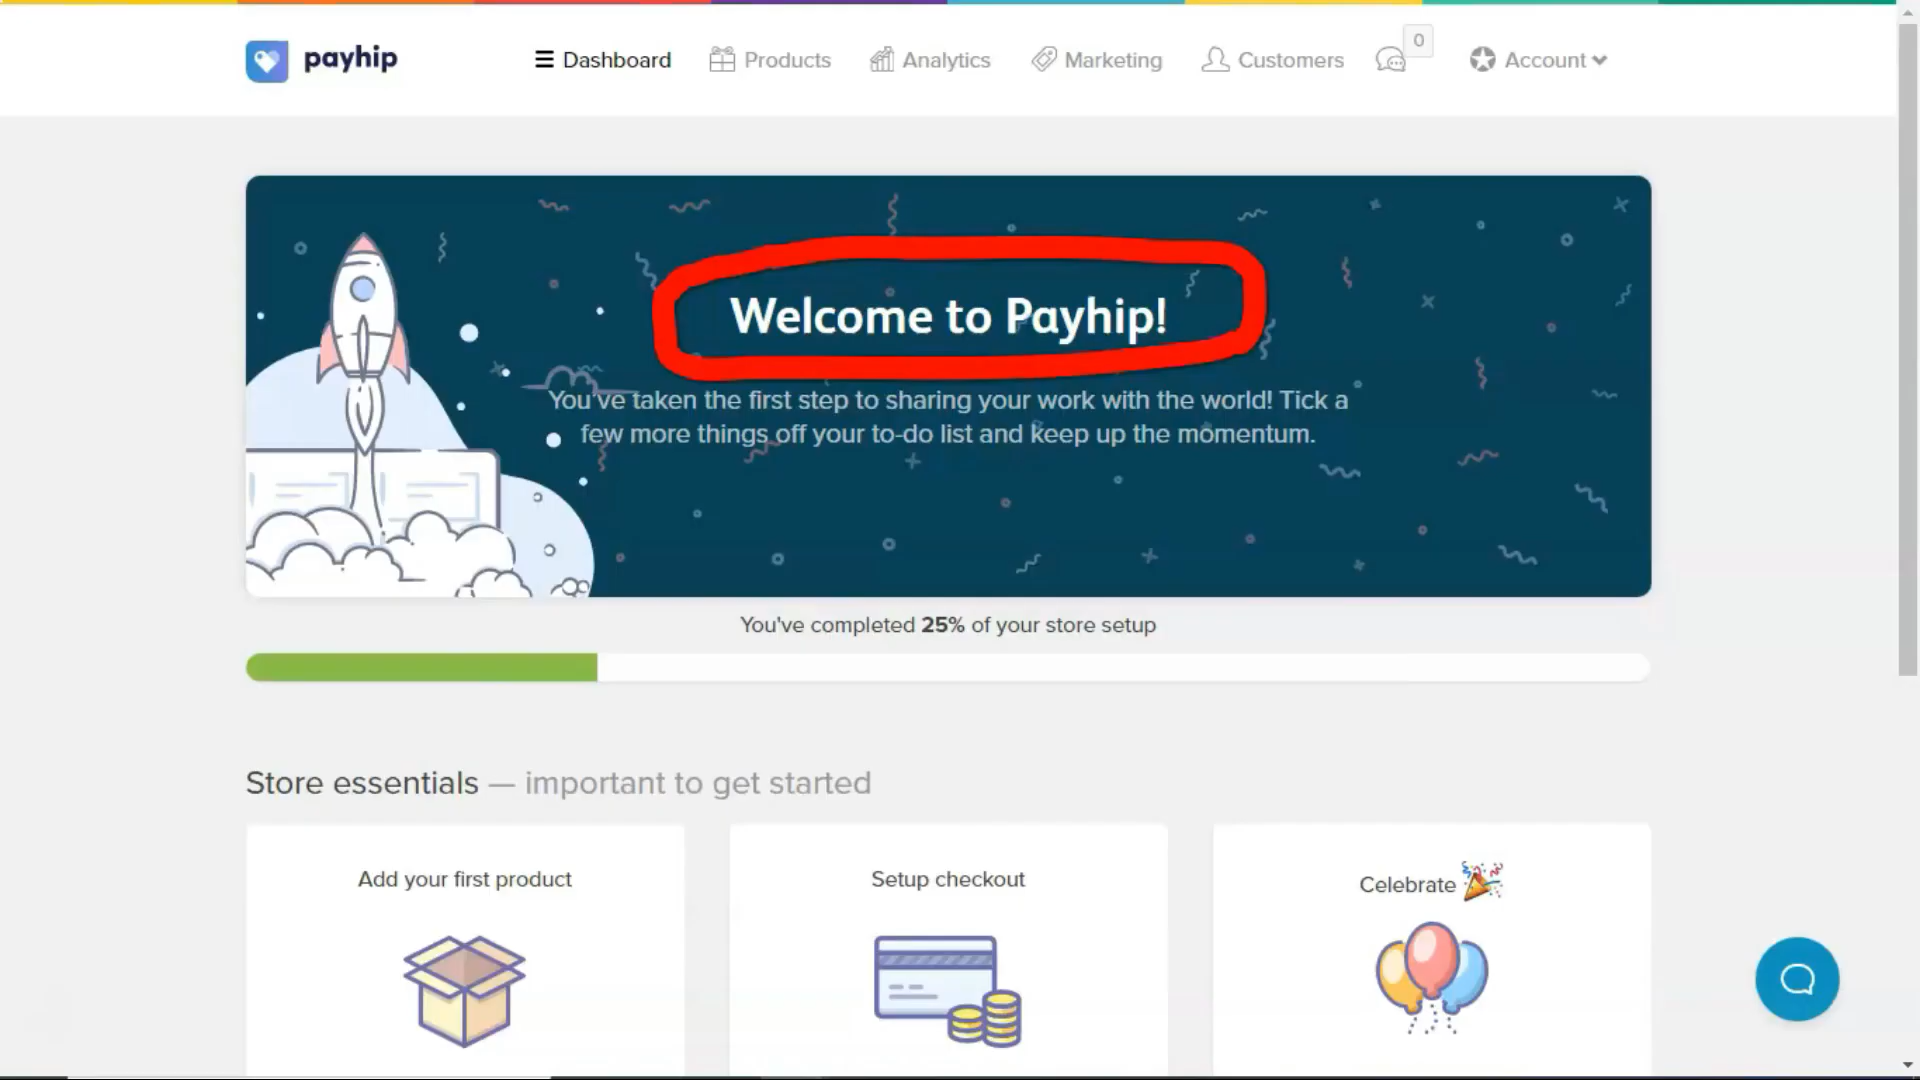 payhip
Dashboard
Products
Analytics
Marketing
Customers
0
Account
Welcome to Payhip!
You've taken the first step to sharing your work with the world! Tick a
few more things off your to-do list and keep up the momentum.
You've completed 25% of your store setup
Store essentials — important to get started
Add your first product
Setup checkout
Celebrate